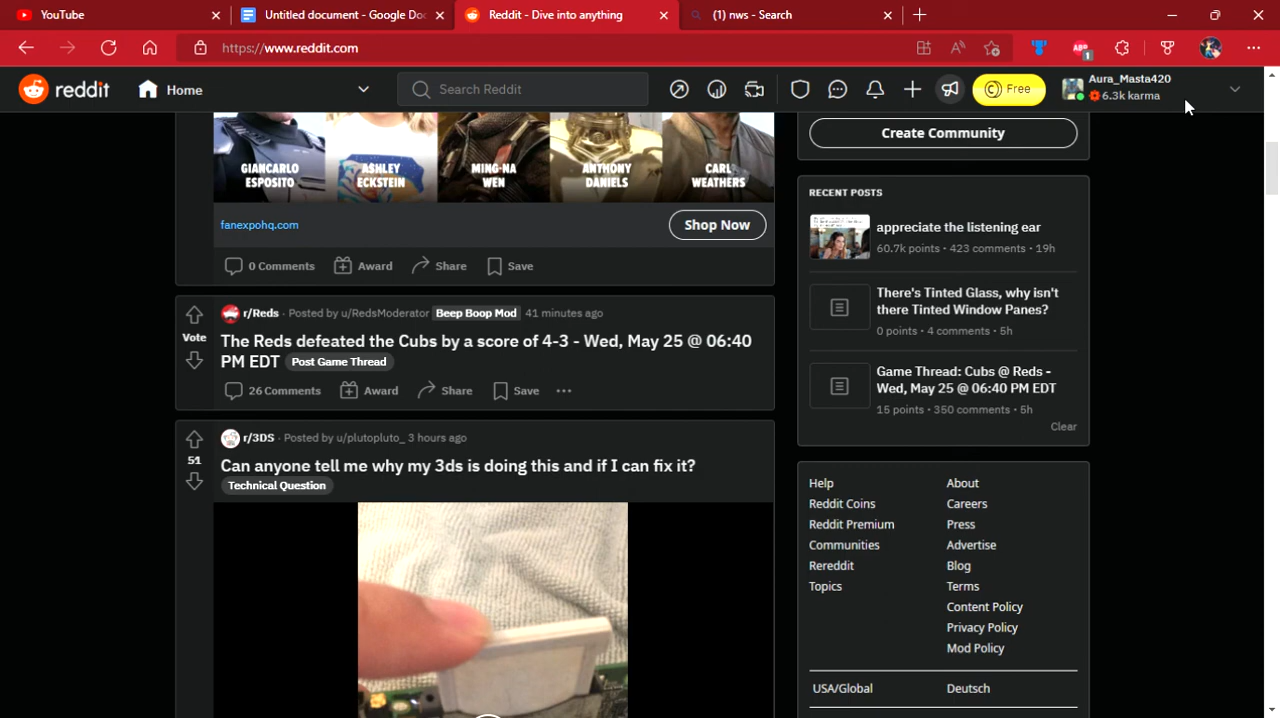 YouTube
Untitled document - Google Doc
Reddit - Dive into anything
(1) nws - Search
https://www.reddit.com
ABP
1
reddit
Home
Search Reddit
Free
Aura_Masta420
6.3k karma
GIANCARLO
ESPOSITO
ASHLEY
ECKSTEIN
MING-NA
WEN
ANTHONY
DANIELS
CARL
WEATHERS
fanexpohq.com
Shop Now
0 Comments
Award
Share
Save
Vote
r/Reds · Posted by u/RedsModerator Beep Boop Mod 41 minutes ago
The Reds defeated the Cubs by a score of 4-3 - Wed, May 25 @ 06:40
PM EDT Post Game Thread
26 Comments
Award
Share
Save
51
r/3DS · Posted by u/plutopluto_ 3 hours ago
Can anyone tell me why my 3ds is doing this and if I can fix it?
Technical Question
Create Community
RECENT POSTS
appreciate the listening ear
60.7k points · 423 comments · 19h
There's Tinted Glass, why isn't
there Tinted Window Panes?
0 points · 4 comments · 5h
Game Thread: Cubs @ Reds -
Wed, May 25 @ 06:40 PM EDT
15 points · 350 comments · 5h
Clear
Help
Reddit Coins
Reddit Premium
Communities
Rereddit
Topics
About
Careers
Press
Advertise
Blog
Terms
Content Policy
Privacy Policy
Mod Policy
USA/Global
Deutsch